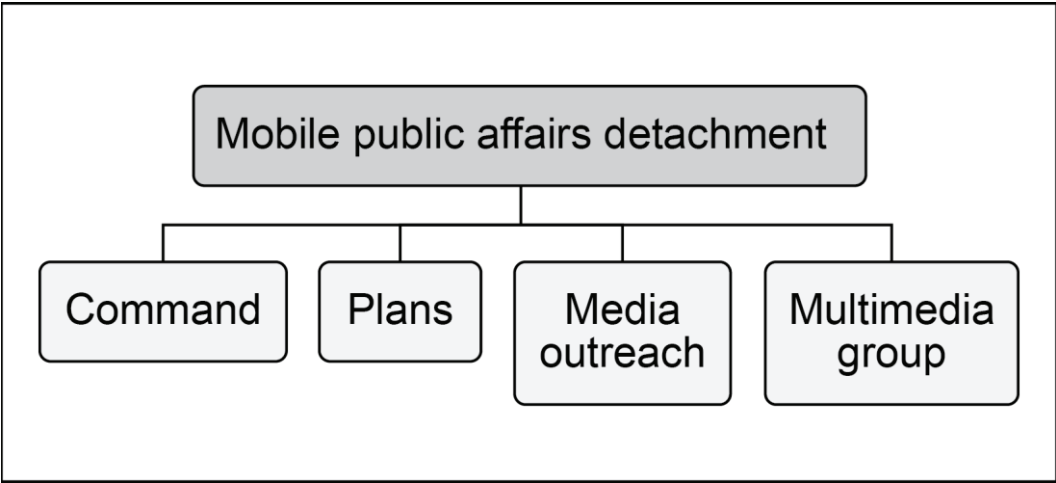 Mobile public affairs detachment
Command
Plans
Media
outreach
Multimedia
group